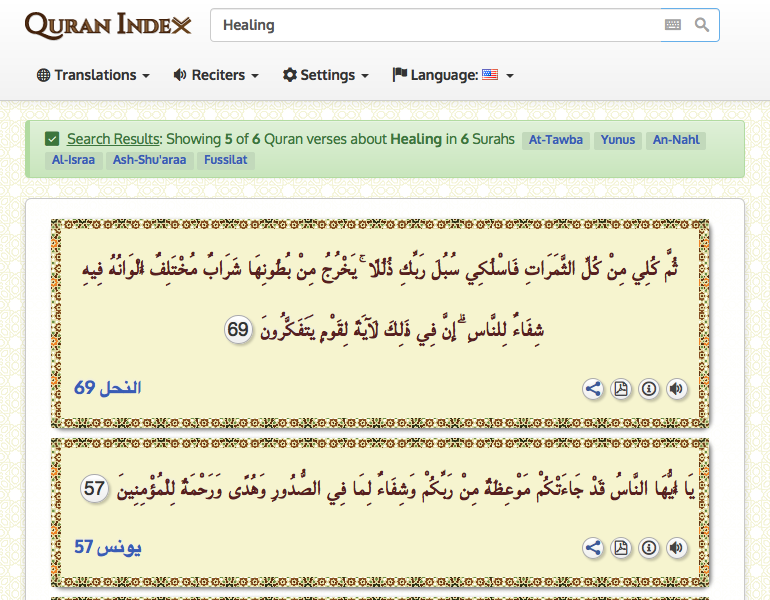 QURAN INDEX
Healing
Translations
Reciters
Settings
Language:
Search Results: Showing 5 of 6 Quran verses about Healing in 6 Surahs At-Tawba Yunus An-Nahl
Al-Israa Ash-Shu'araa Fussilat
ثُمَّ كُلِي مِنْ كُلِّ الثَّمَرَاتِ فَاسْلُكِي سُبُلَ رَبِّكِ ذُلُلًا ۚ يَخْرُجُ مِنْ بُطُونِهَا شَرَابٌ مُخْتَلِفٌ أَلْوَانُهُ فِيهِ
شِفَاءٌ لِلنَّاسِ ۗ إِنَّ فِي ذَٰلِكَ لَآيَةً لِقَوْمٍ يَتَفَكَّرُونَ 69
النحل 69
يَا أَيُّهَا النَّاسُ قَدْ جَاءَتْكُمْ مَوْعِظَةٌ مِنْ رَبِّكُمْ وَشِفَاءٌ لِمَا فِي الصُّدُورِ وَهُدًى وَرَحْمَةٌ لِلْمُؤْمِنِينَ 57
يونس 57